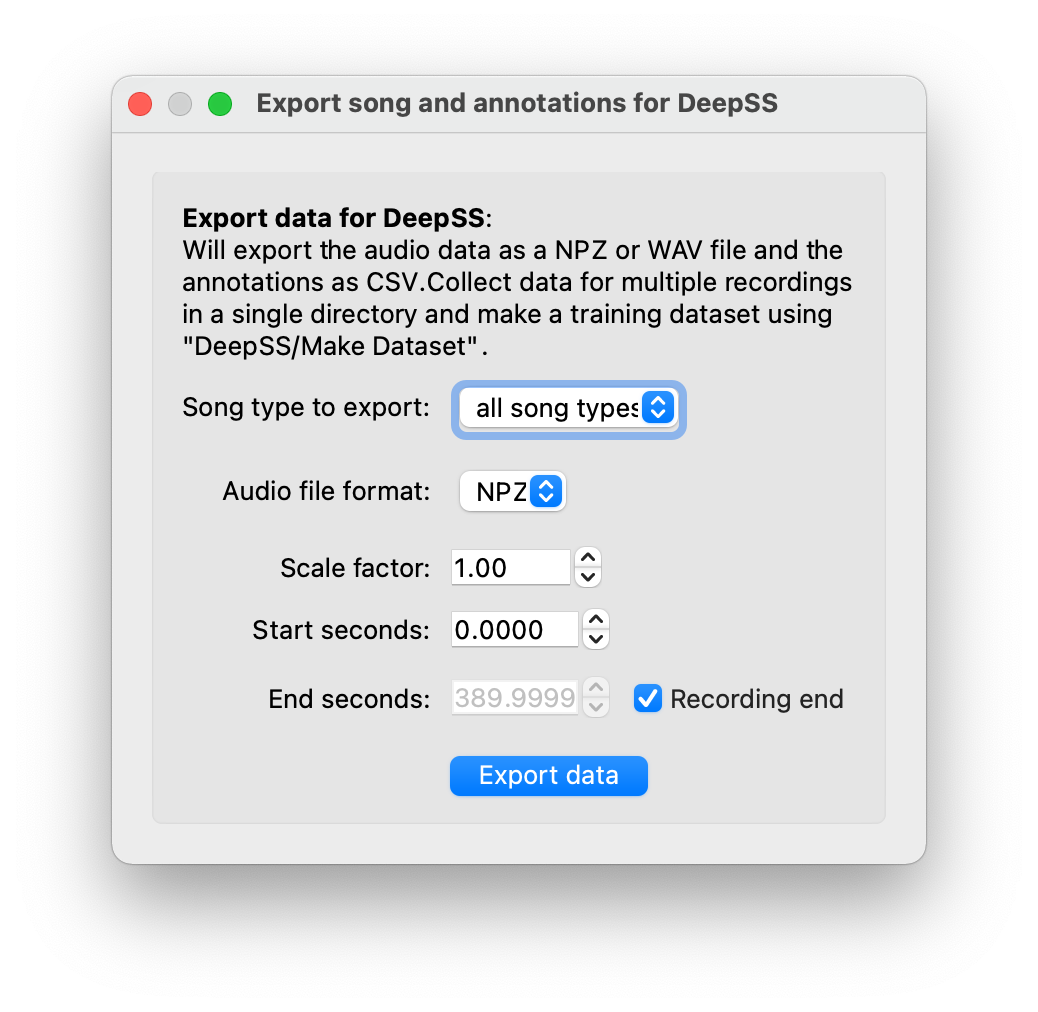 Export song and annotations for DeepSS
Export data for DeepSS:
Will export the audio data as a NPZ or WAV file and the
annotations as CSV.Collect data for multiple recordings
in a single directory and make a training dataset using
"DeepSS/Make Dataset".
Song type to export: all song types
Audio file format: NPZ
Scale factor: 1.00
Start seconds: 0.0000
End seconds: 389.9999 Recording end
Export data